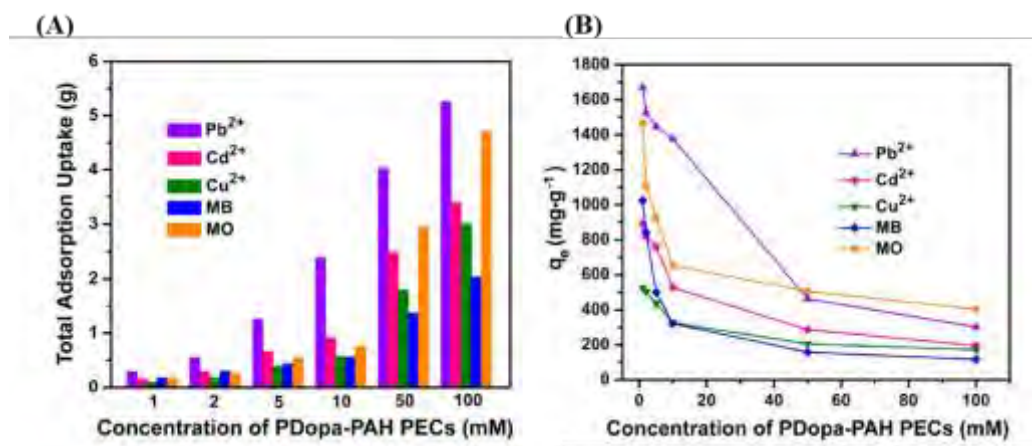 (A)
6
5
4
3
2
1
0
Total Adsorption Uptake (g)
Pb²⁺
Cd²⁺
Cu²⁺
MB
MO
1 2 5 10 50 100
Concentration of PDopa-PAH PECs (mM)
(B)
1800
1600
1400
1200
1000
800
600
400
200
0
qₑ (mg·g⁻¹)
Pb²⁺
Cd²⁺
Cu²⁺
MB
MO
0 20 40 60 80 100
Concentration of PDopa-PAH PECs (mM)